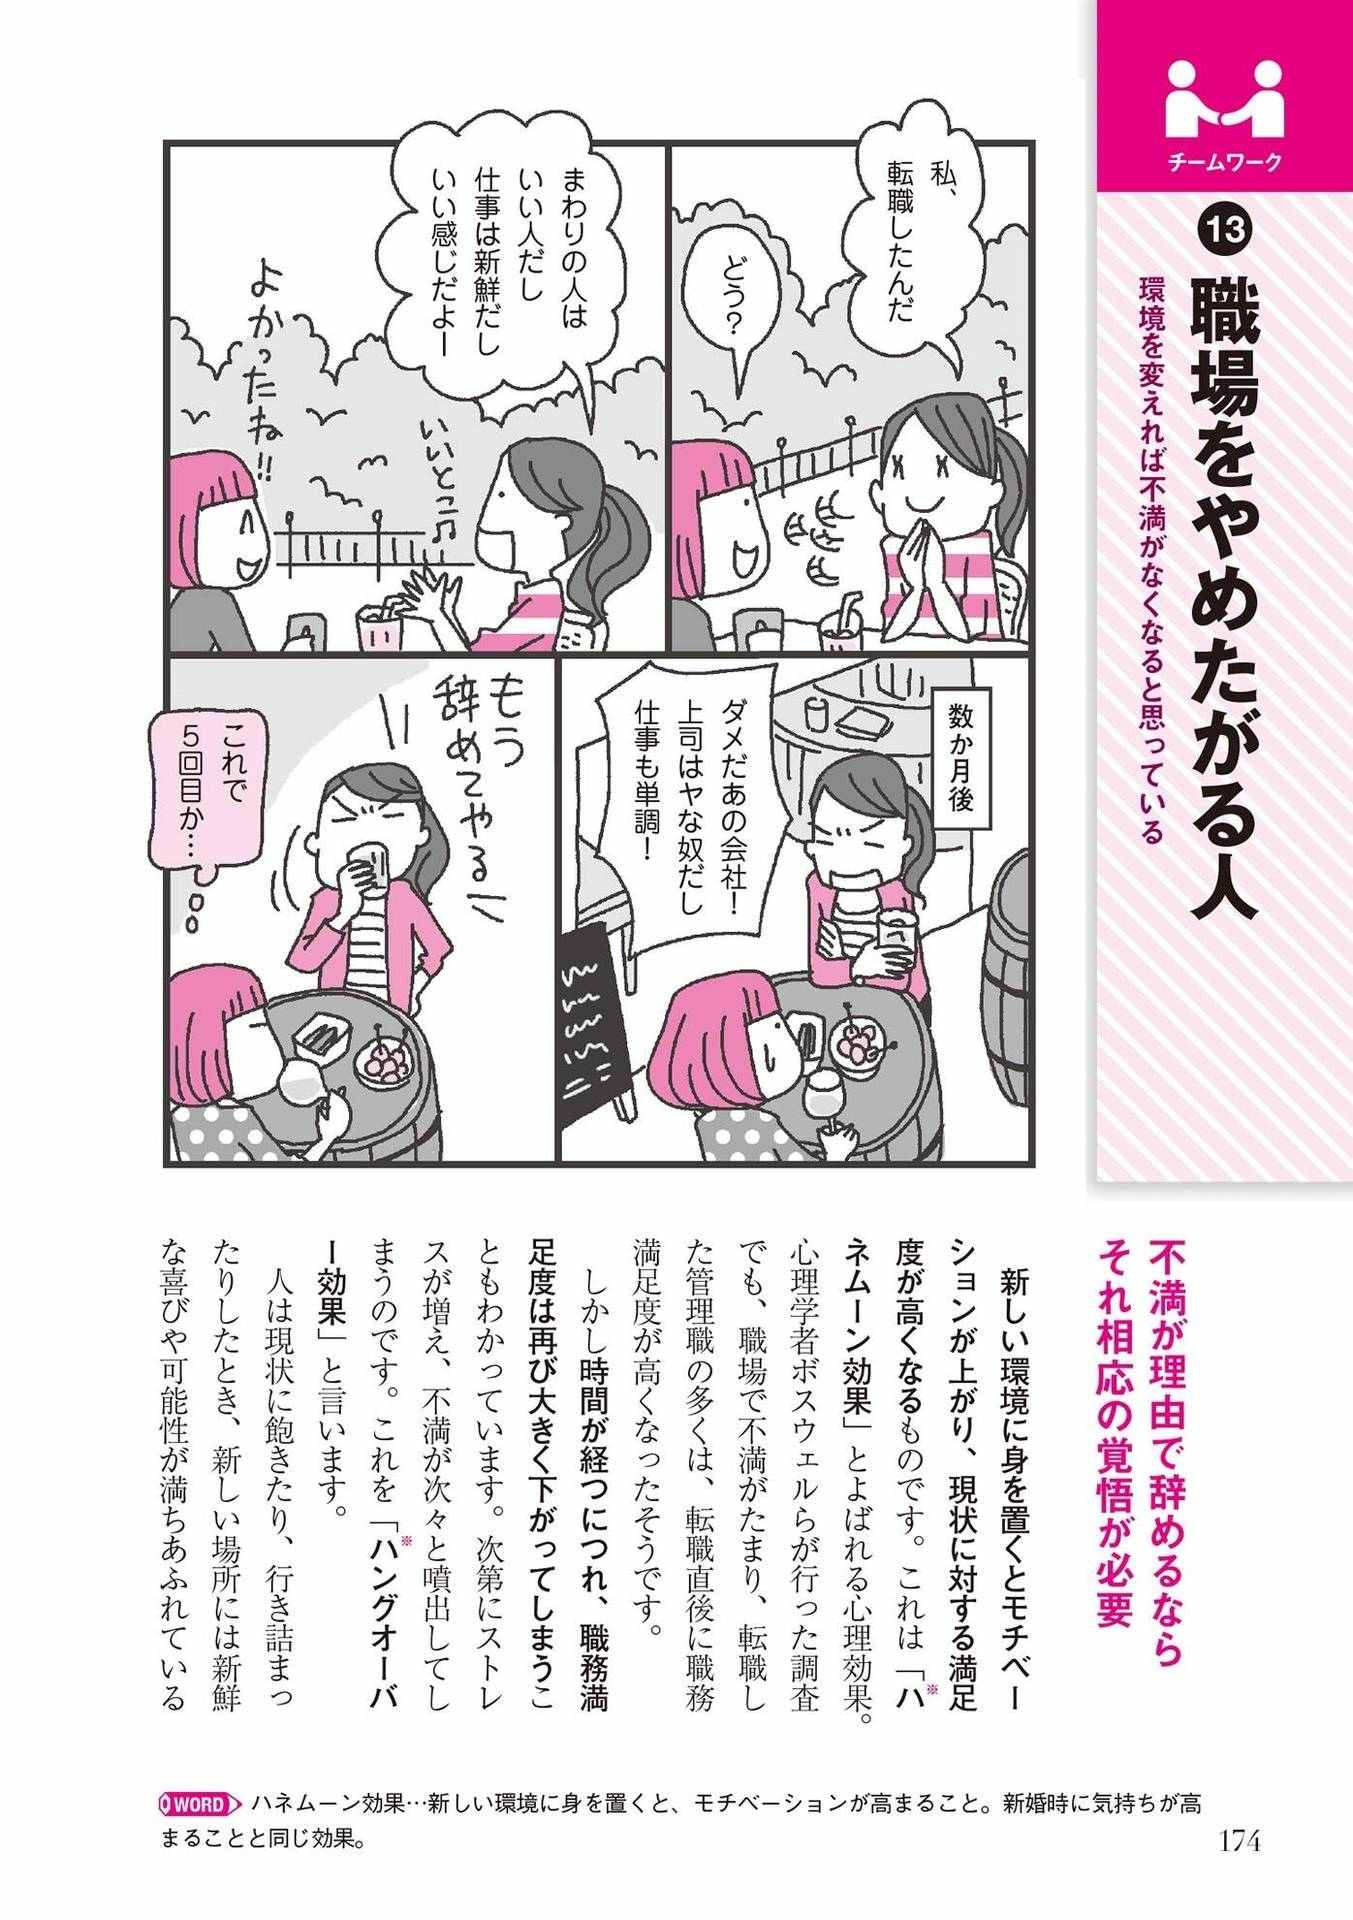 チームワーク
13
職場をやめたがる人
環境を変えれば不満がなくなると思っている
私、
転職したんだ
どう？
まわりの人は
いい人だし
仕事は新鮮だし
いい感じだよー
いいとこ♫
よかったね!!
数か月後
ダメだあの会社！
上司はヤな奴だし
仕事も単調！
もう
辞めてやる
これで
5回目か…
不満が理由で辞めるなら
それ相応の覚悟が必要
新しい環境に身を置くとモチベー
ションが上がり、現状に対する満足
度が高くなるものです。これは「ハ※
ネムーン効果」とよばれる心理効果。
心理学者ボスウェルらが行った調査
でも、職場で不満がたまり、転職し
た管理職の多くは、転職直後に職務
満足度が高くなったそうです。
しかし時間が経つにつれ、職務満
足度は再び大きく下がってしまうこ
ともわかっています。次第にストレ
スが増え、不満が次々と噴出してし
まうのです。これを「ハ※ングオーバ
ー効果」と言います。
人は現状に飽きたり、行き詰まっ
たりしたとき、新しい場所には新鮮
な喜びや可能性が満ちあふれている
WORD ハネムーン効果…新しい環境に身を置くと、モチベーションが高まること。新婚時に気持ちが高
まることと同じ効果。
174